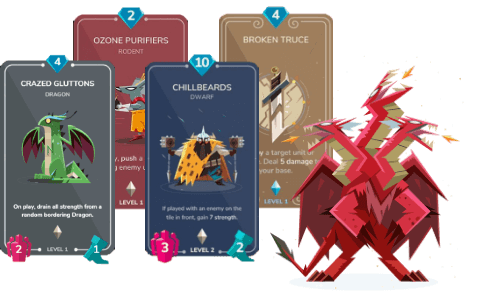 4
CRAZED GLUTTONS
DRAGON
On play, drain all strength from a
random bordering Dragon.
2
LEVEL 1
1
2
OZONE PURIFIERS
RODENT
push a
LEVEL 1
10
CHILLBEARDS
DWARF
If played with an enemy on the
tile in front, gain 7 strength.
3
LEVEL 2
2
4
BROKEN TRUCE
a target unit
Deal 5 damage
your base.
LEVEL 1